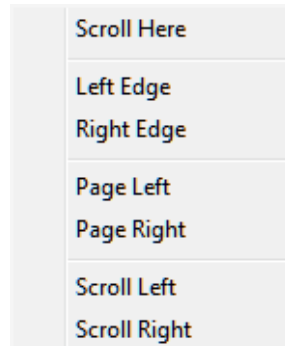 Scroll Here
Left Edge
Right Edge
Page Left
Page Right
Scroll Left
Scroll Right